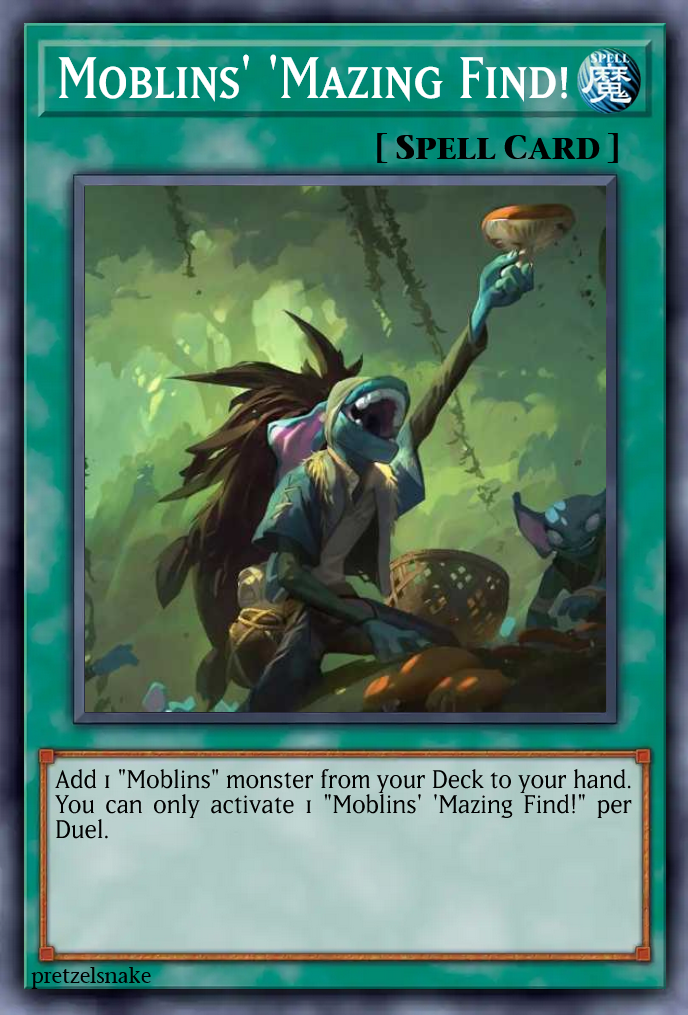 Moblins' 'Mazing Find!
SPELL
魔
[ Spell Card ]
Add 1 "Moblins" monster from your Deck to your hand.
You can only activate 1 "Moblins' 'Mazing Find!" per
Duel.
pretzelsnake